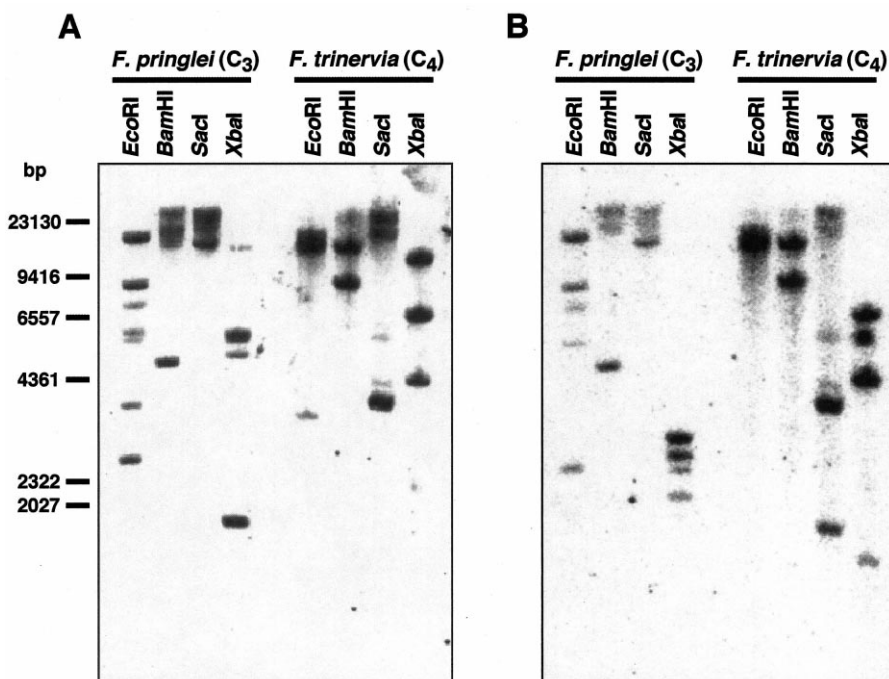 A
B
F. pringlei (C3)
F. trinervia (C4)
F. pringlei (C3)
F. trinervia (C4)
EcoRI
BamHI
SacI
XbaI
EcoRI
BamHI
SacI
XbaI
EcoRI
BamHI
SacI
XbaI
EcoRI
BamHI
SacI
XbaI
bp
23130
9416
6557
4361
2322
2027